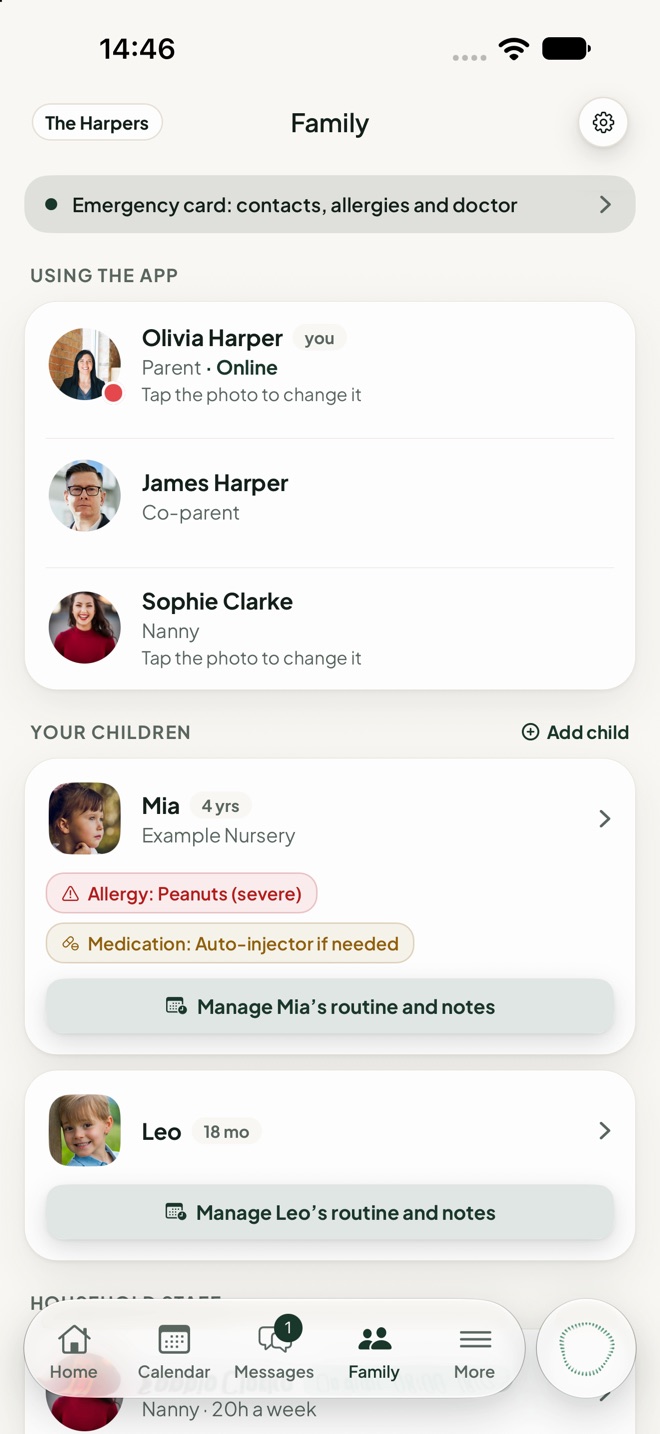 14:46
The Harpers
Family
Emergency card: contacts, allergies and doctor
USING THE APP
Olivia Harper you
Parent · Online
Tap the photo to change it
James Harper
Co-parent
Sophie Clarke
Nanny
Tap the photo to change it
YOUR CHILDREN
Add child
Mia 4 yrs
Example Nursery
Allergy: Peanuts (severe)
Medication: Auto-injector if needed
Manage Mia’s routine and notes
Leo 18 mo
Manage Leo’s routine and notes
HOUSEHOLD STAFF
1
Home Calendar Messages Family More
Nanny · 20h a week